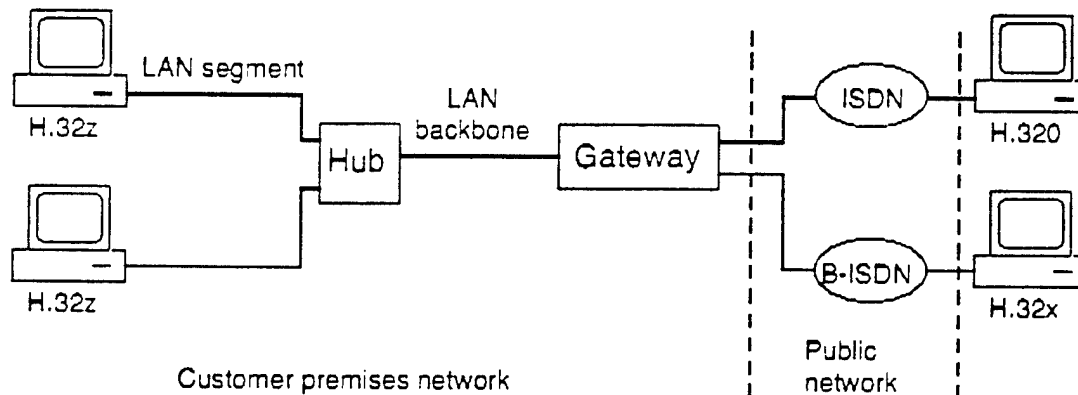 LAN segment
H.32z
LAN
backbone
Hub
Gateway
ISDN
H.320
H.32z
B-ISDN
H.32x
Customer premises network
Public
network